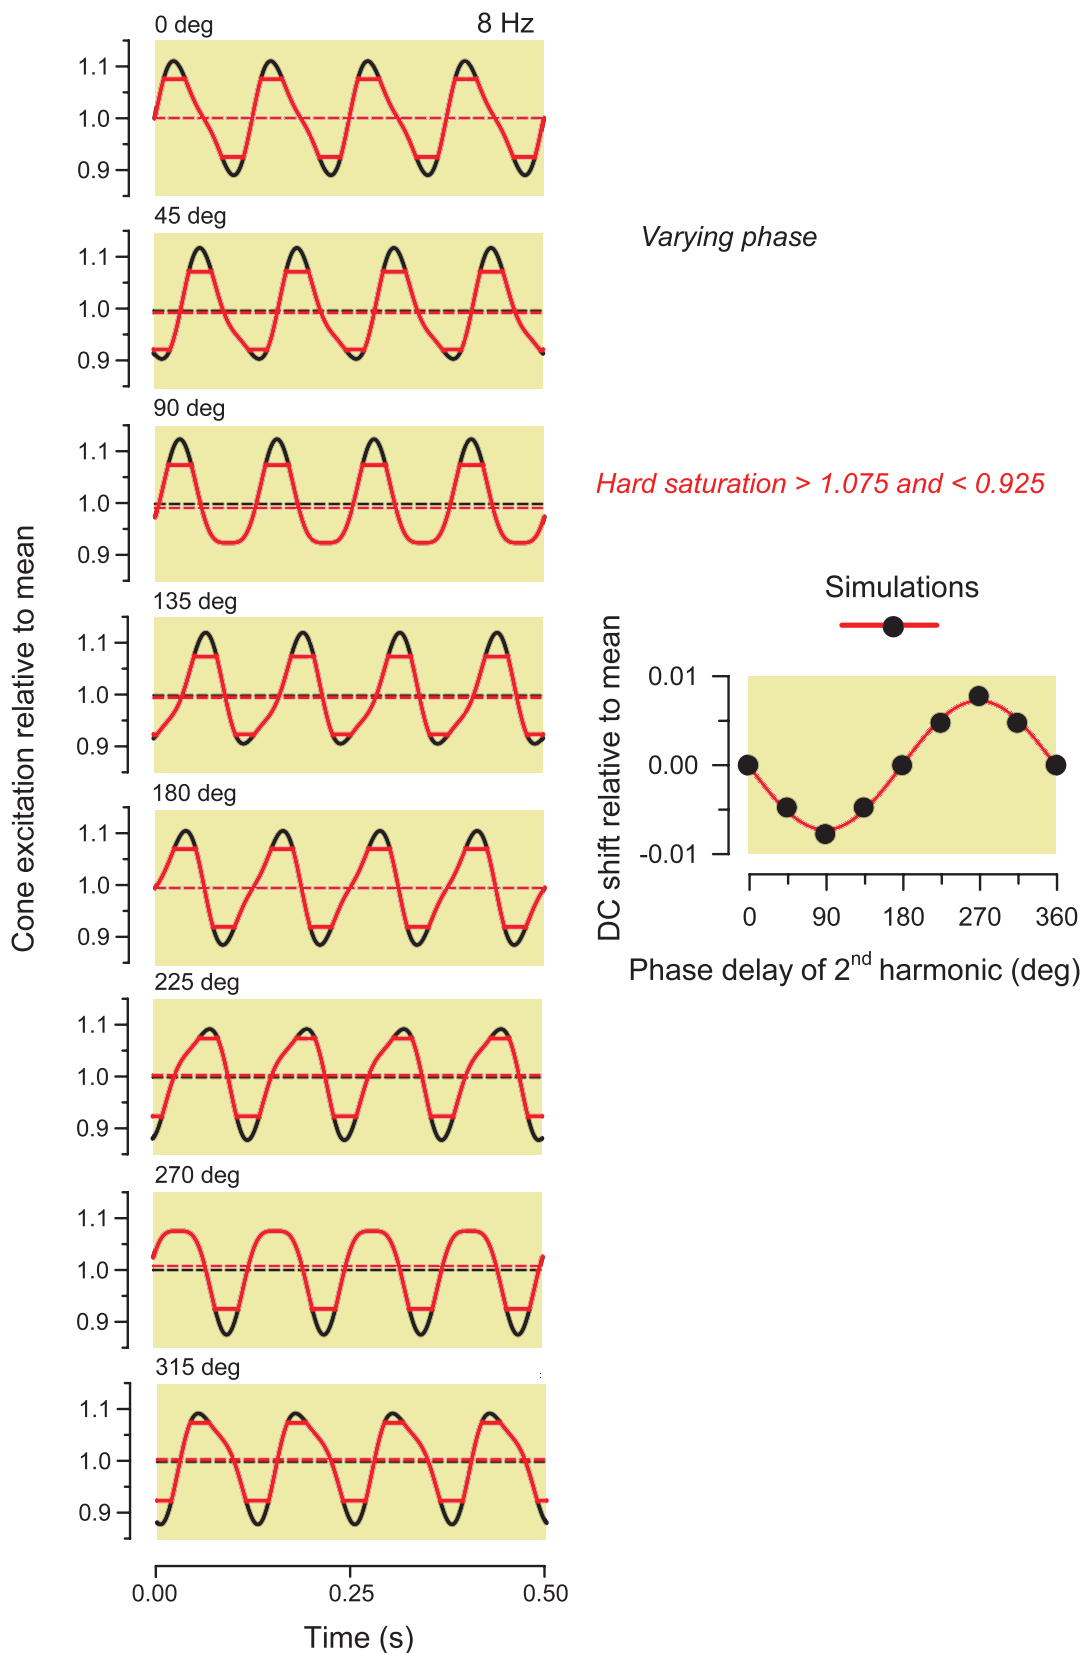 0 deg
8 Hz
1.1
1.0
0.9
45 deg
1.1
1.0
0.9
Varying phase
90 deg
1.1
1.0
0.9
Hard saturation > 1.075 and < 0.925
Cone excitation relative to mean
135 deg
1.1
1.0
0.9
Simulations
DC shift relative to mean
0.01
0.00
-0.01
0 90 180 270 360
Phase delay of 2nd harmonic (deg)
180 deg
1.1
1.0
0.9
225 deg
1.1
1.0
0.9
270 deg
1.1
1.0
0.9
315 deg
1.1
1.0
0.9
0.00 0.25 0.50
Time (s)